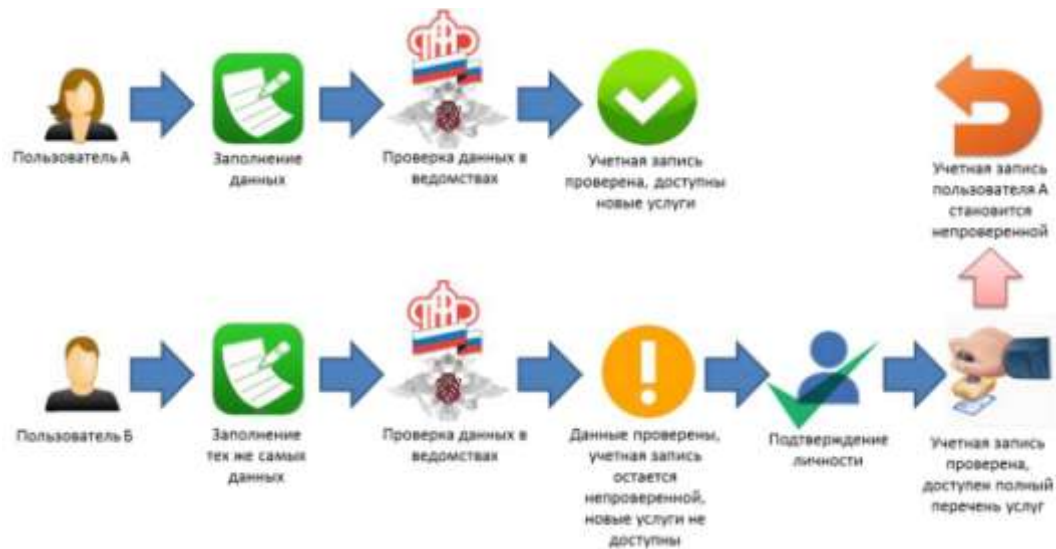 Пользователь А
Заполнение
данных
Проверка данных в
ведомствах
Учетная запись
проверена, доступны
новые услуги
Учетная запись
пользователя А
становится
непроверенной
Пользователь Б
Заполнение
тех же самых
данных
Проверка данных в
ведомствах
Данные проверены,
учетная запись
остается
непроверенной,
новые услуги не
доступны
Подтверждение
личности
Учетная запись
проверена,
доступен полный
перечень услуг